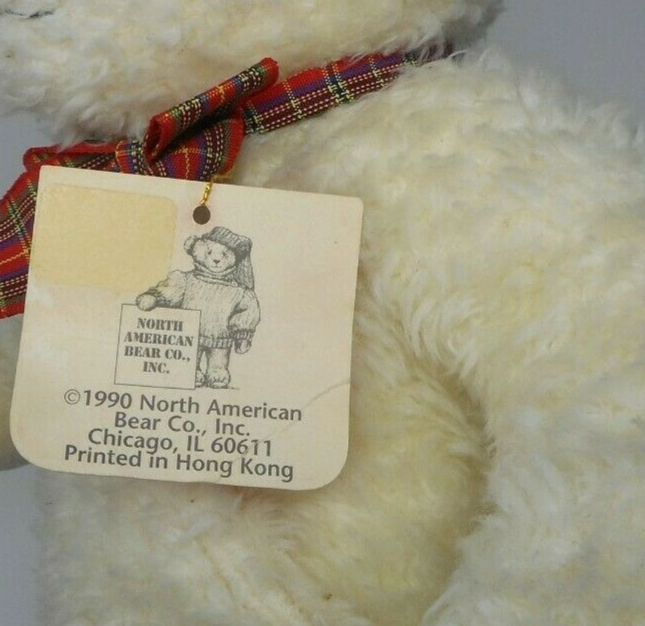 NORTH
AMERICAN
BEAR CO.,
INC.
©1990 North American
Bear Co., Inc.
Chicago, IL 60611
Printed in Hong Kong